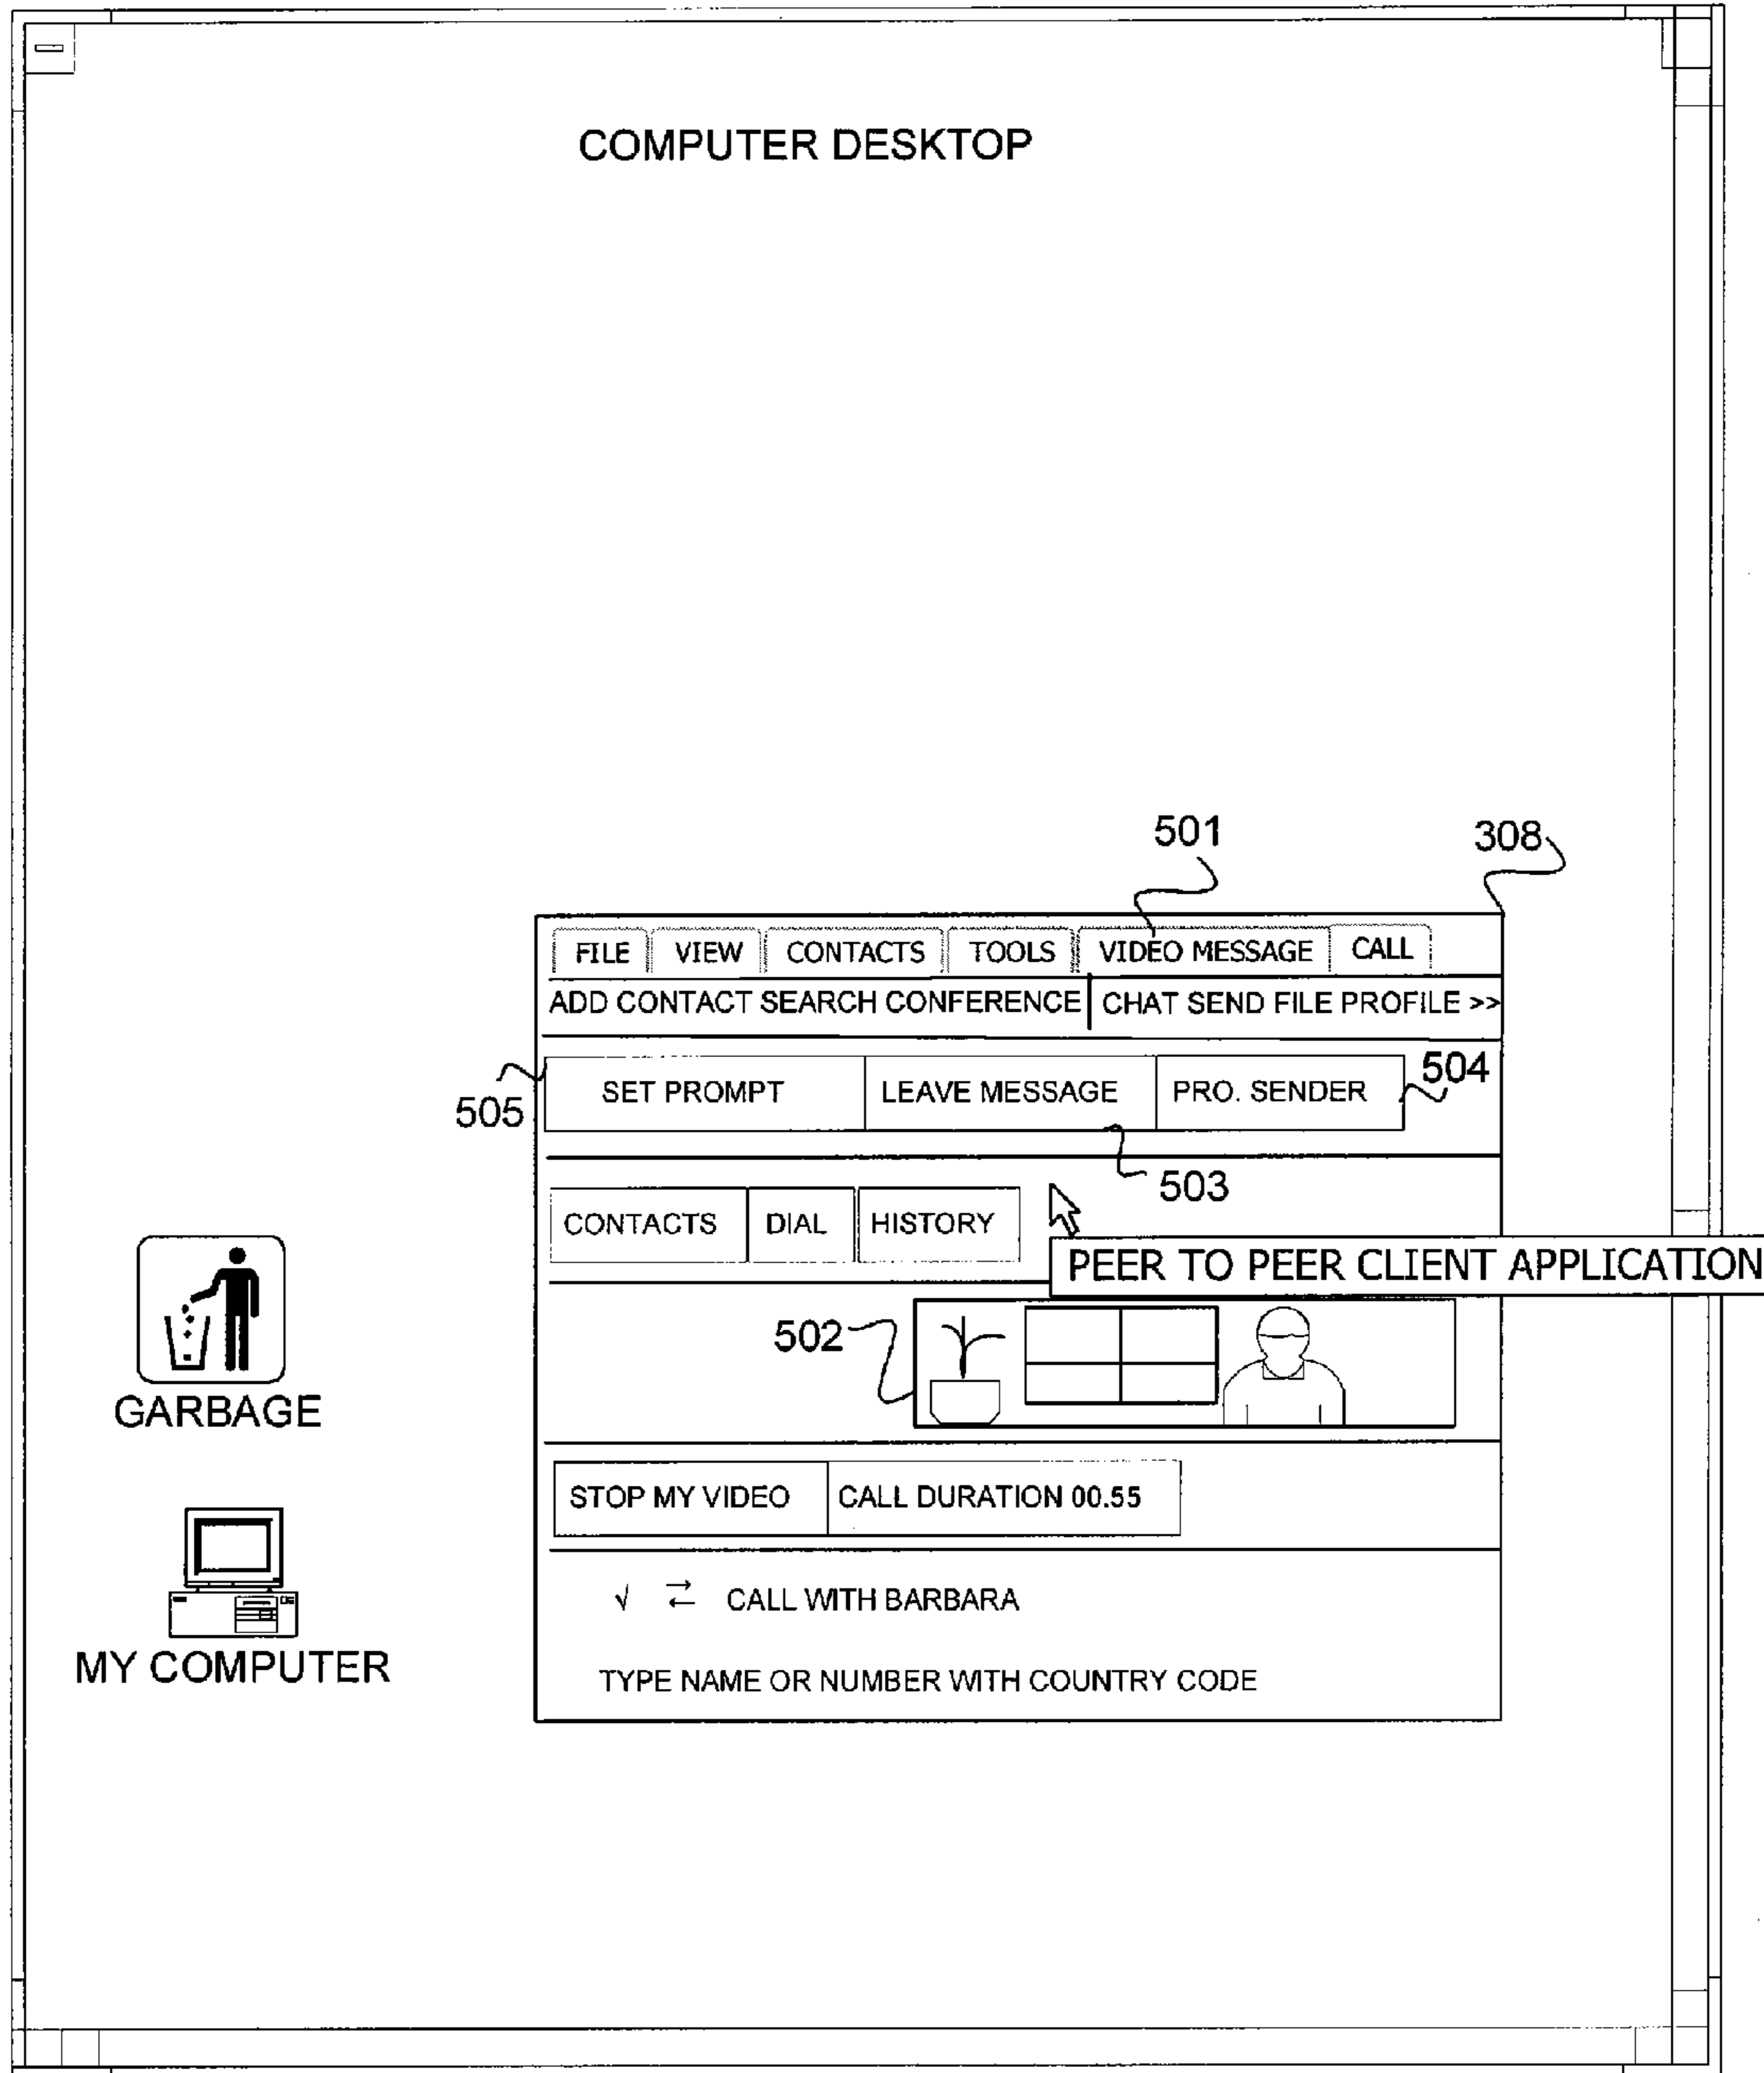 COMPUTER DESKTOP
501
308
FILE VIEW CONTACTS TOOLS VIDEO MESSAGE CALL
ADD CONTACT SEARCH CONFERENCE CHAT SEND FILE PROFILE >>
505
SET PROMPT LEAVE MESSAGE PRO. SENDER
504
503
CONTACTS DIAL HISTORY
PEER TO PEER CLIENT APPLICATION
502
GARBAGE
STOP MY VIDEO CALL DURATION 00.55
√ ⇄ CALL WITH BARBARA
MY COMPUTER
TYPE NAME OR NUMBER WITH COUNTRY CODE